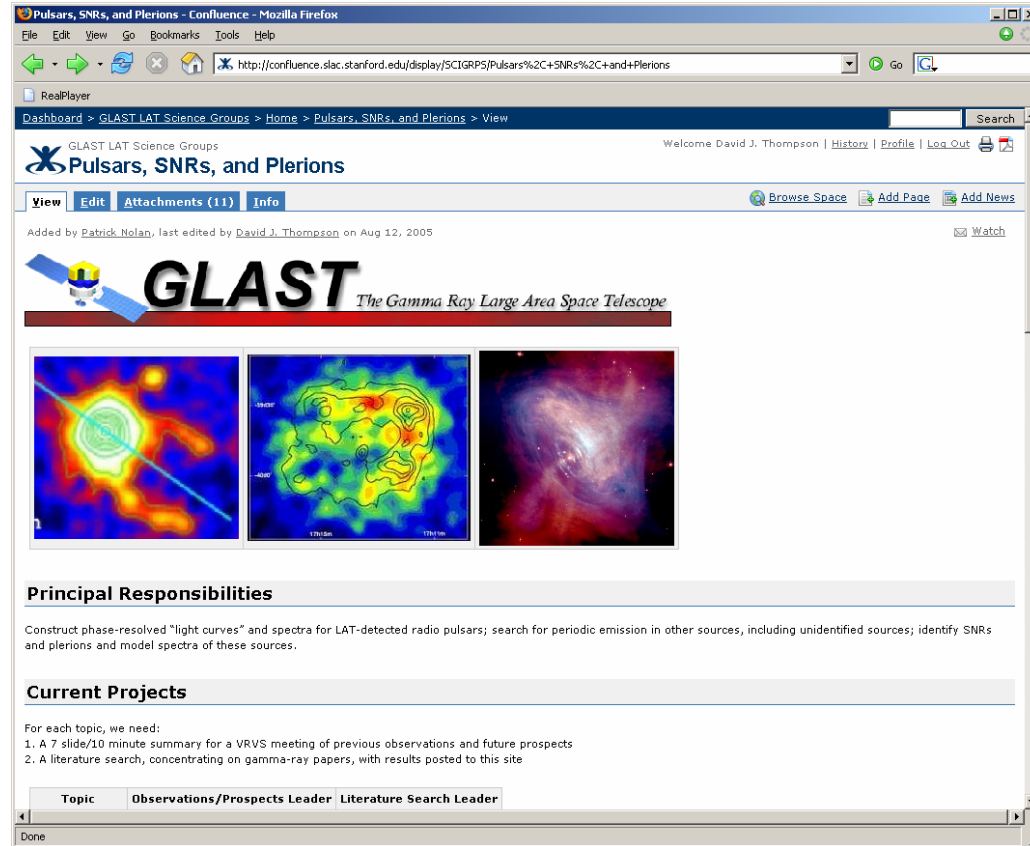 Pulsars, SNRs, and Plerions - Confluence - Mozilla Firefox
File Edit View Go Bookmarks Tools Help
http://confluence.slac.stanford.edu/display/SCIGRPS/Pulsars%2C+SNRs%2C+and+Plerions Go G
RealPlayer
Dashboard > GLAST LAT Science Groups > Home > Pulsars, SNRs, and Plerions > View Search
GLAST LAT Science Groups
Welcome David J. Thompson | History | Profile | Log Out
Pulsars, SNRs, and Plerions
View Edit Attachments (11) Info Browse Space Add Page Add News
Added by Patrick Nolan, last edited by David J. Thompson on Aug 12, 2005 Watch
GLAST The Gamma Ray Large Area Space Telescope
-39d30'
-40d0'
17h15m 17h11m
Principal Responsibilities
Construct phase-resolved “light curves” and spectra for LAT-detected radio pulsars; search for periodic emission in other sources, including unidentified sources; identify SNRs
and plerions and model spectra of these sources.
Current Projects
For each topic, we need:
1. A 7 slide/10 minute summary for a VRVS meeting of previous observations and future prospects
2. A literature search, concentrating on gamma-ray papers, with results posted to this site
Topic Observations/Prospects Leader Literature Search Leader
Done